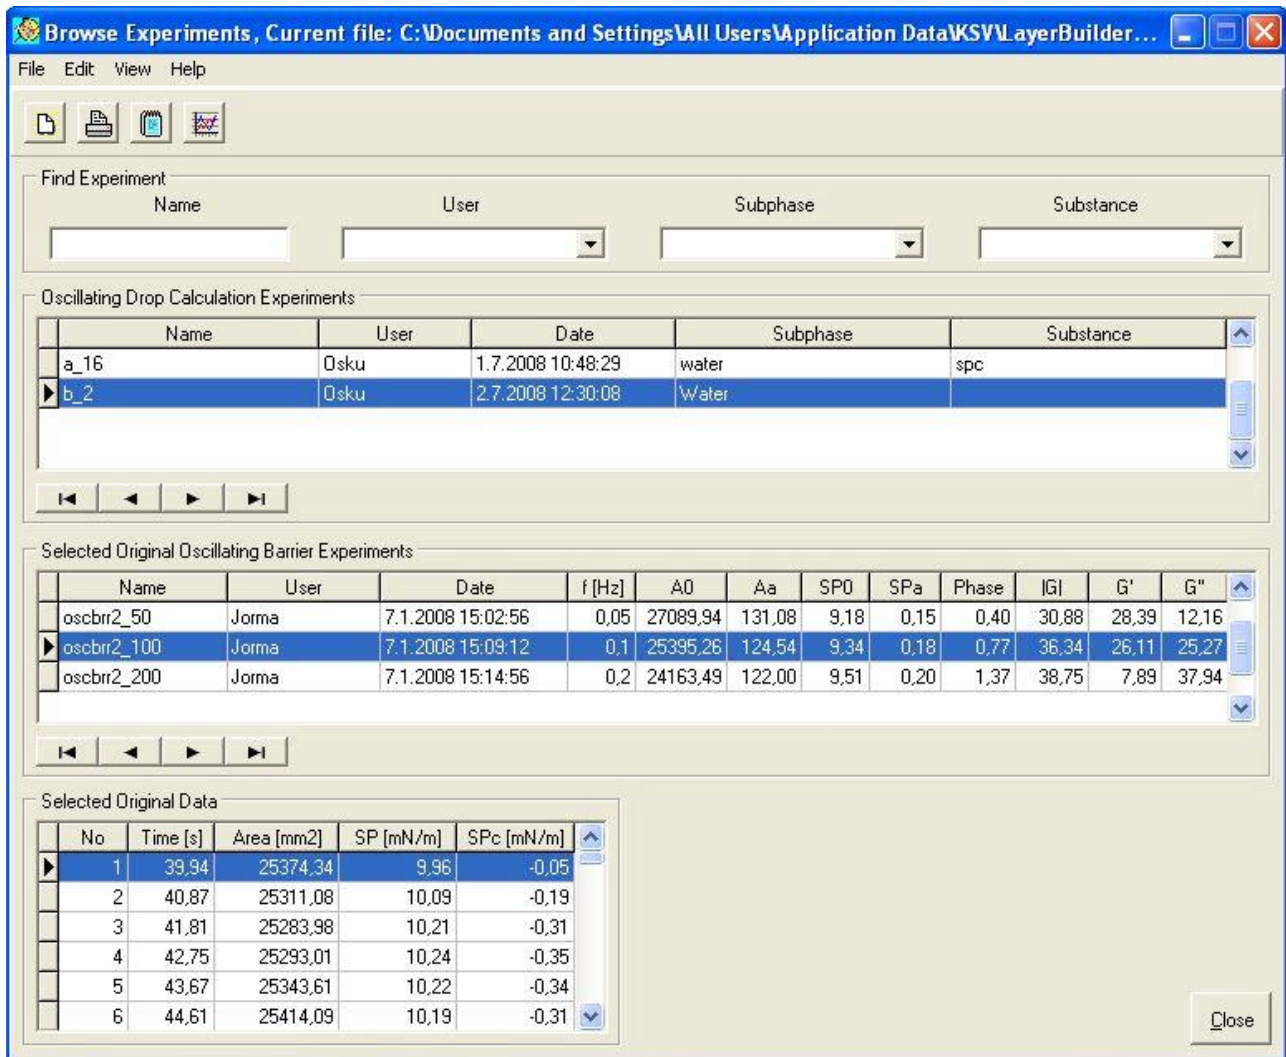 Browse Experiments, Current file: C:\Documents and Settings\All Users\Application Data\KSV\LayerBuilder...
File Edit View Help
Find Experiment
Name User Subphase Substance
Oscillating Drop Calculation Experiments
Name User Date Subphase Substance
a_16 Osku 1.7.2008 10:48:29 water spc
b_2 Osku 2.7.2008 12:30:08 Water
Selected Original Oscillating Barrier Experiments
Name User Date f [Hz] A0 Aa SP0 SPa Phase |G| G' G"
oscbrr2_50 Jorma 7.1.2008 15:02:56 0,05 27089,94 131,08 9,18 0,15 0,40 30,88 28,39 12,16
oscbrr2_100 Jorma 7.1.2008 15:09:12 0,1 25395,26 124,54 9,34 0,18 0,77 36,34 26,11 25,27
oscbrr2_200 Jorma 7.1.2008 15:14:56 0,2 24163,49 122,00 9,51 0,20 1,37 38,75 7,89 37,94
Selected Original Data
No Time [s] Area [mm2] SP [mN/m] SPc [mN/m]
1 39,94 25374,34 9,96 -0,05
2 40,87 25311,08 10,09 -0,19
3 41,81 25283,98 10,21 -0,31
4 42,75 25293,01 10,24 -0,35
5 43,67 25343,61 10,22 -0,34
6 44,61 25414,09 10,19 -0,31
Close